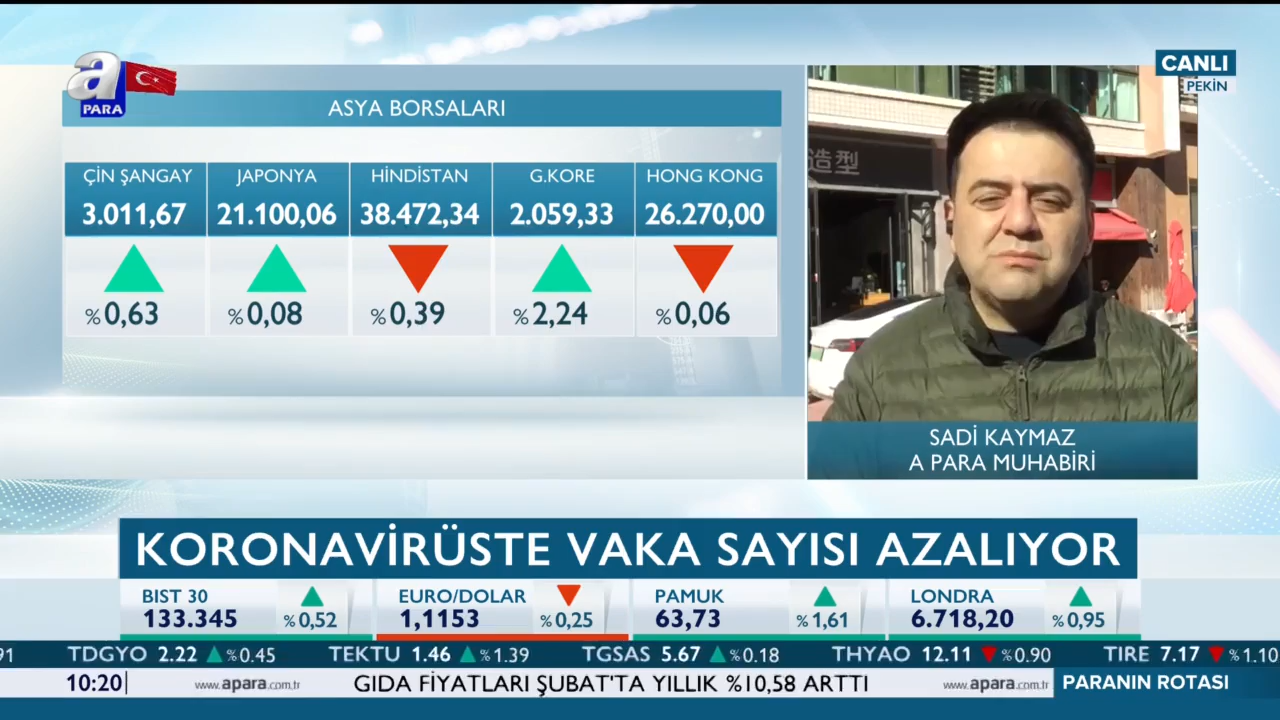 a
PARA
CANLI
PEKİN
ASYA BORSALARI
ÇİN ŞANGAY JAPONYA HİNDİSTAN G.KORE HONG KONG
3.011,67 21.100,06 38.472,34 2.059,33 26.270,00
%0,63 %0,08 %0,39 %2,24 %0,06
造型
SADİ KAYMAZ
A PARA MUHABİRİ
KORONAVİRÜSTE VAKA SAYISI AZALIYOR
BIST 30 EURO/DOLAR PAMUK LONDRA
133.345 %0,52 1,1153 %0,25 63,73 %1,61 6.718,20 %0,95
91 TDGYO 2.22 %0.45 TEKTU 1.46 %1.39 TGSAS 5.67 %0.18 THYAO 12.11 %0.90 TIRE 7.17 %1.10
10:20 www.apara.com.tr GIDA FİYATLARI ŞUBAT'TA YILLIK %10,58 ARTTI www.apara.com.tr PARANIN ROTASI